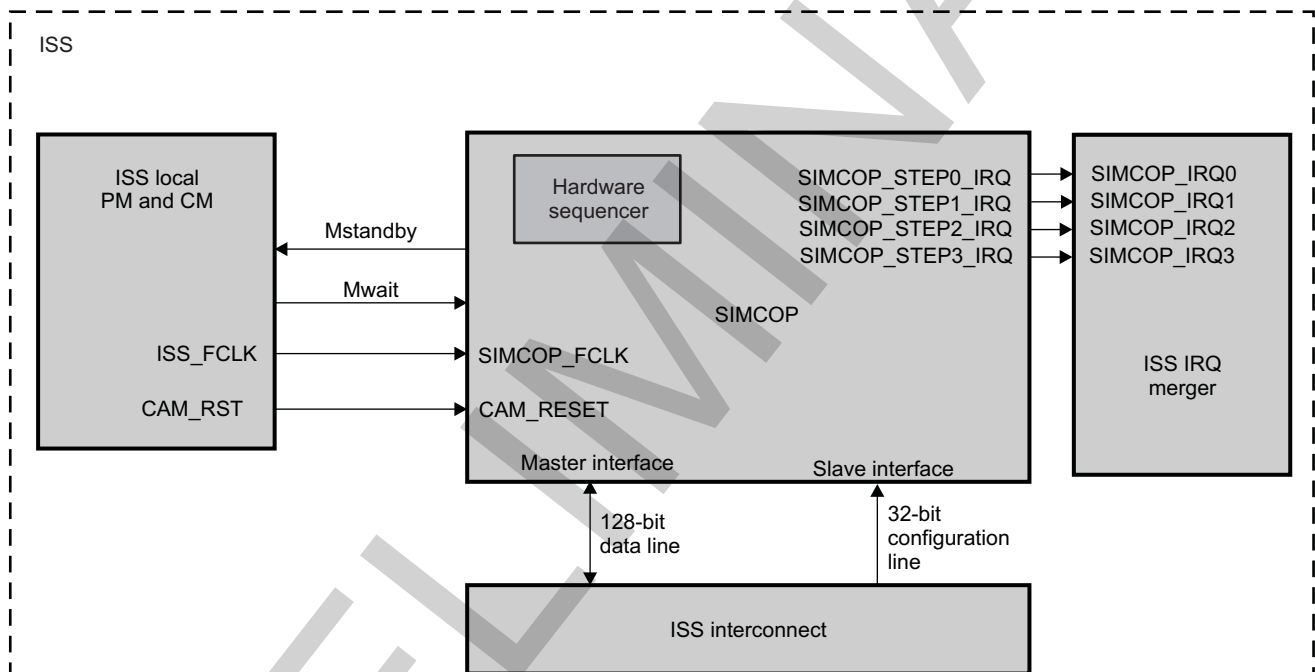 ISS
ISS local
PM and CM
Mstandby
Mwait
ISS_FCLK
CAM_RST
Hardware
sequencer
SIMCOP_STEP0_IRQ
SIMCOP_STEP1_IRQ
SIMCOP_STEP2_IRQ
SIMCOP_STEP3_IRQ
SIMCOP
SIMCOP_FCLK
CAM_RESET
Master interface
Slave interface
SIMCOP_IRQ0
SIMCOP_IRQ1
SIMCOP_IRQ2
SIMCOP_IRQ3
ISS IRQ
merger
128-bit
data line
32-bit
configuration
line
ISS interconnect
ELIMINA